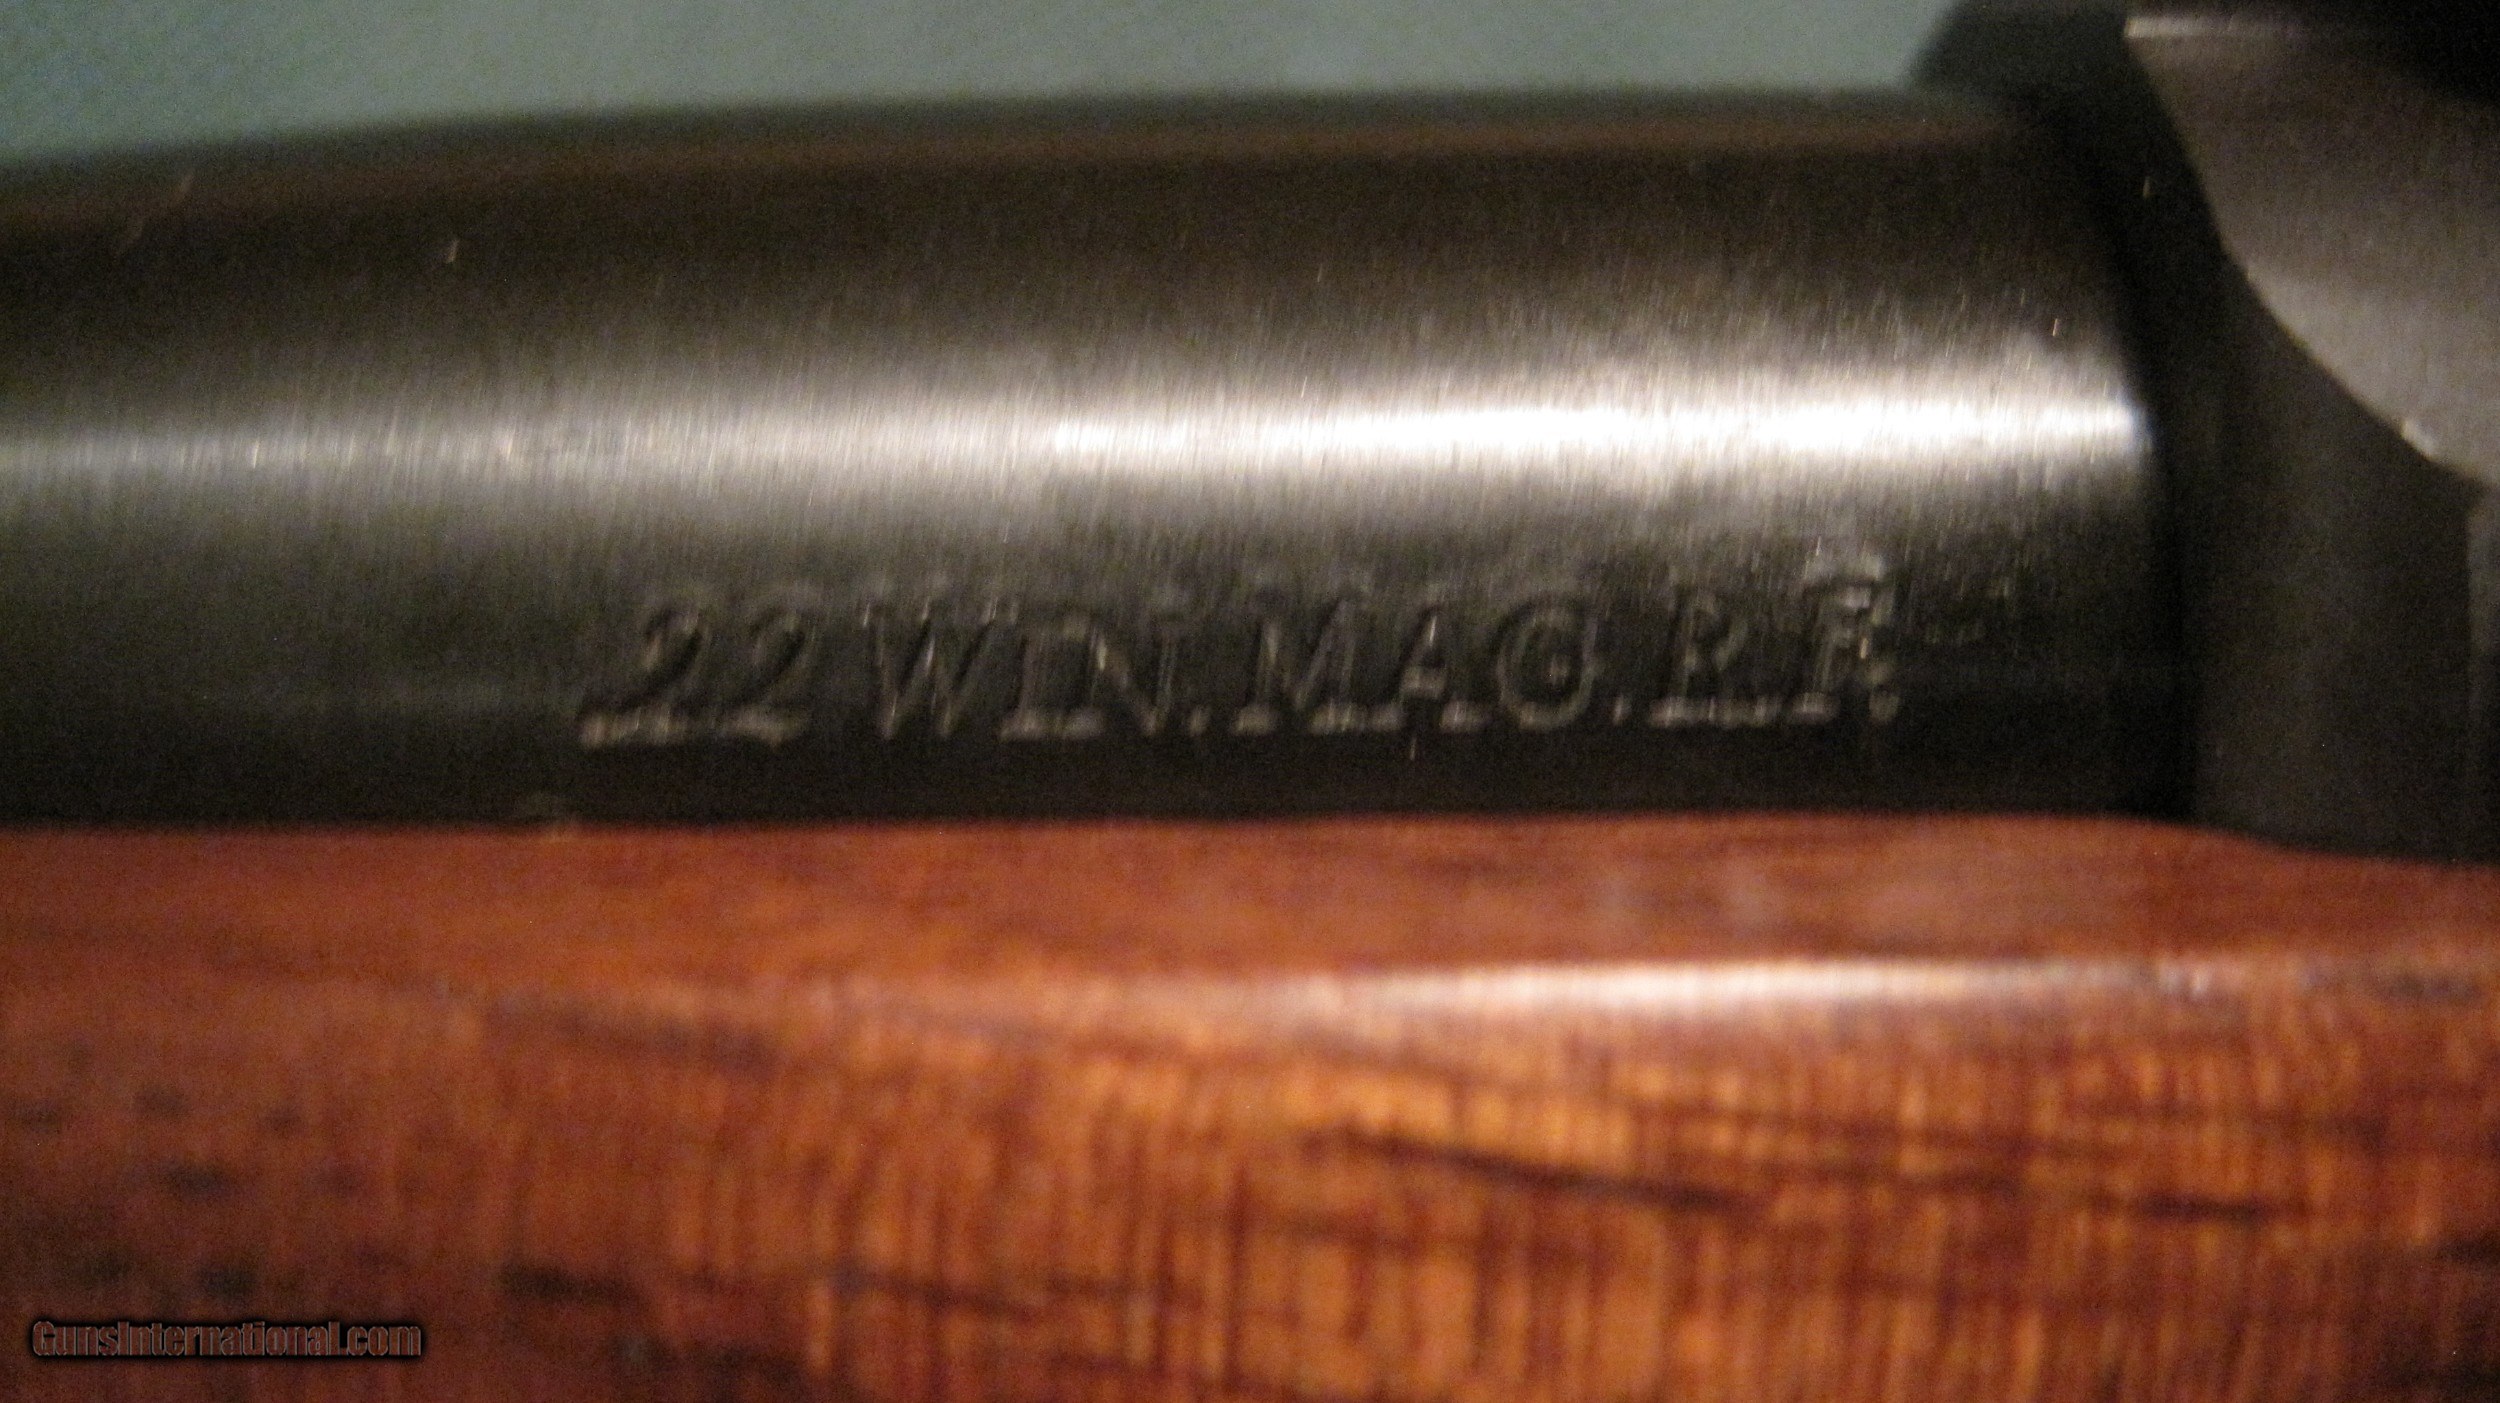 22 WIN. MAG. R.F.
GunsInternational.com